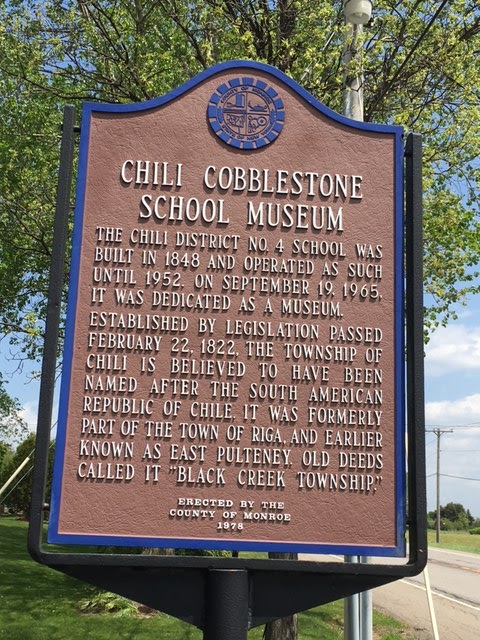 CHILI COBBLESTONE
SCHOOL MUSEUM
THE CHILI DISTRICT NO. 4 SCHOOL WAS
BUILT IN 1848 AND OPERATED AS SUCH
UNTIL 1952. ON SEPTEMBER 19, 1965,
IT WAS DEDICATED AS A MUSEUM.
ESTABLISHED BY LEGISLATION PASSED
FEBRUARY 22, 1822, THE TOWNSHIP OF
CHILI IS BELIEVED TO HAVE BEEN
NAMED AFTER THE SOUTH AMERICAN
REPUBLIC OF CHILE. IT WAS FORMERLY
PART OF THE TOWN OF RIGA, AND EARLIER
KNOWN AS EAST PULTENEY. OLD DEEDS
CALLED IT "BLACK CREEK TOWNSHIP."
ERECTED BY THE
COUNTY OF MONROE
1978